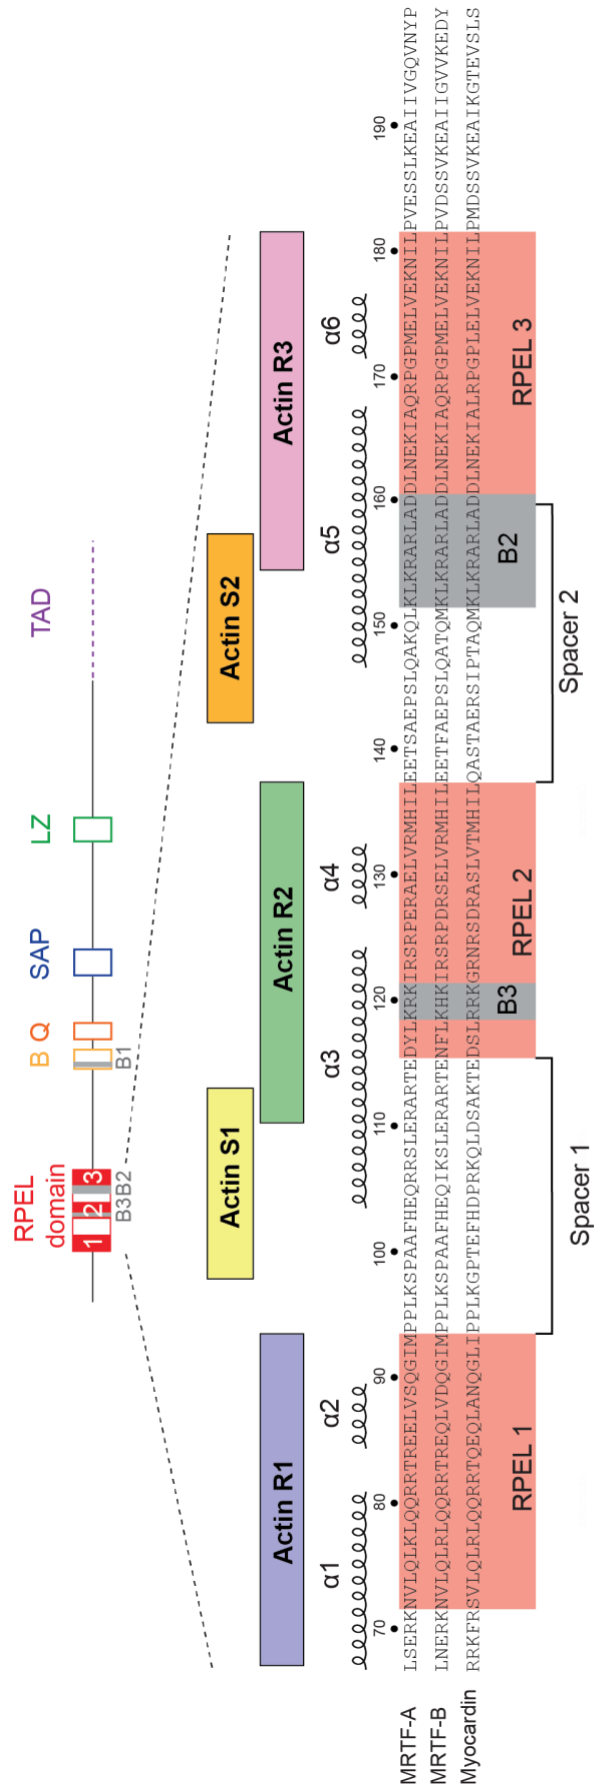 RPEL B Q SAP LZ TAD
domain
1 2 3
B3B2 B1
Actin S1 Actin S2
Actin R1 Actin R2 Actin R3
α1 α2 α3 α4 α5 α6
70 80 90 100 110 120 130 140 150 160 170 180 190
MRTF-A LSERKNVLQLKLQQRRTREELVSQGIMPPLKSPAAFHEQRRSLERARTEDYLKRKIRSRPERAELVRMHILEETSAEPSLQAKQLKLKRARLADDLNEKIAQRPGPMELVEKNILPVESSLKEAIIVGQVNYP
MRTF-B LNERKNVLQLRLQQRRTREQLVDQGIMPPLKSPAAFHEQIKSLERARTENFLKHKIRSRPDRSELVRMHILEETFAEPSLQATQMKLKRARLADDLNEKIAQRPGPMELVEKNILPVDSSVKEAIIGVVKEDY
Myocardin RRKFRSVLQLRLQQRRTQEQLANQGLIPPLKGPTEFHDPRKQLDSAKTEDSLRRKGRNRSDRASLVTMHILQASTAERSIPTAQMKLKRARLADDLNEKIALRPGPLELVEKNILPMDSSVKEAIKGTEVSLS
RPEL 1 B3 RPEL 2 B2 RPEL 3
Spacer 1 Spacer 2